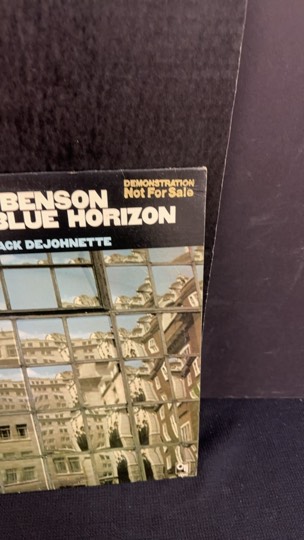 DEMONSTRATION
Not For Sale
BENSON
BLUE HORIZON
ACK DEJOHNETTE